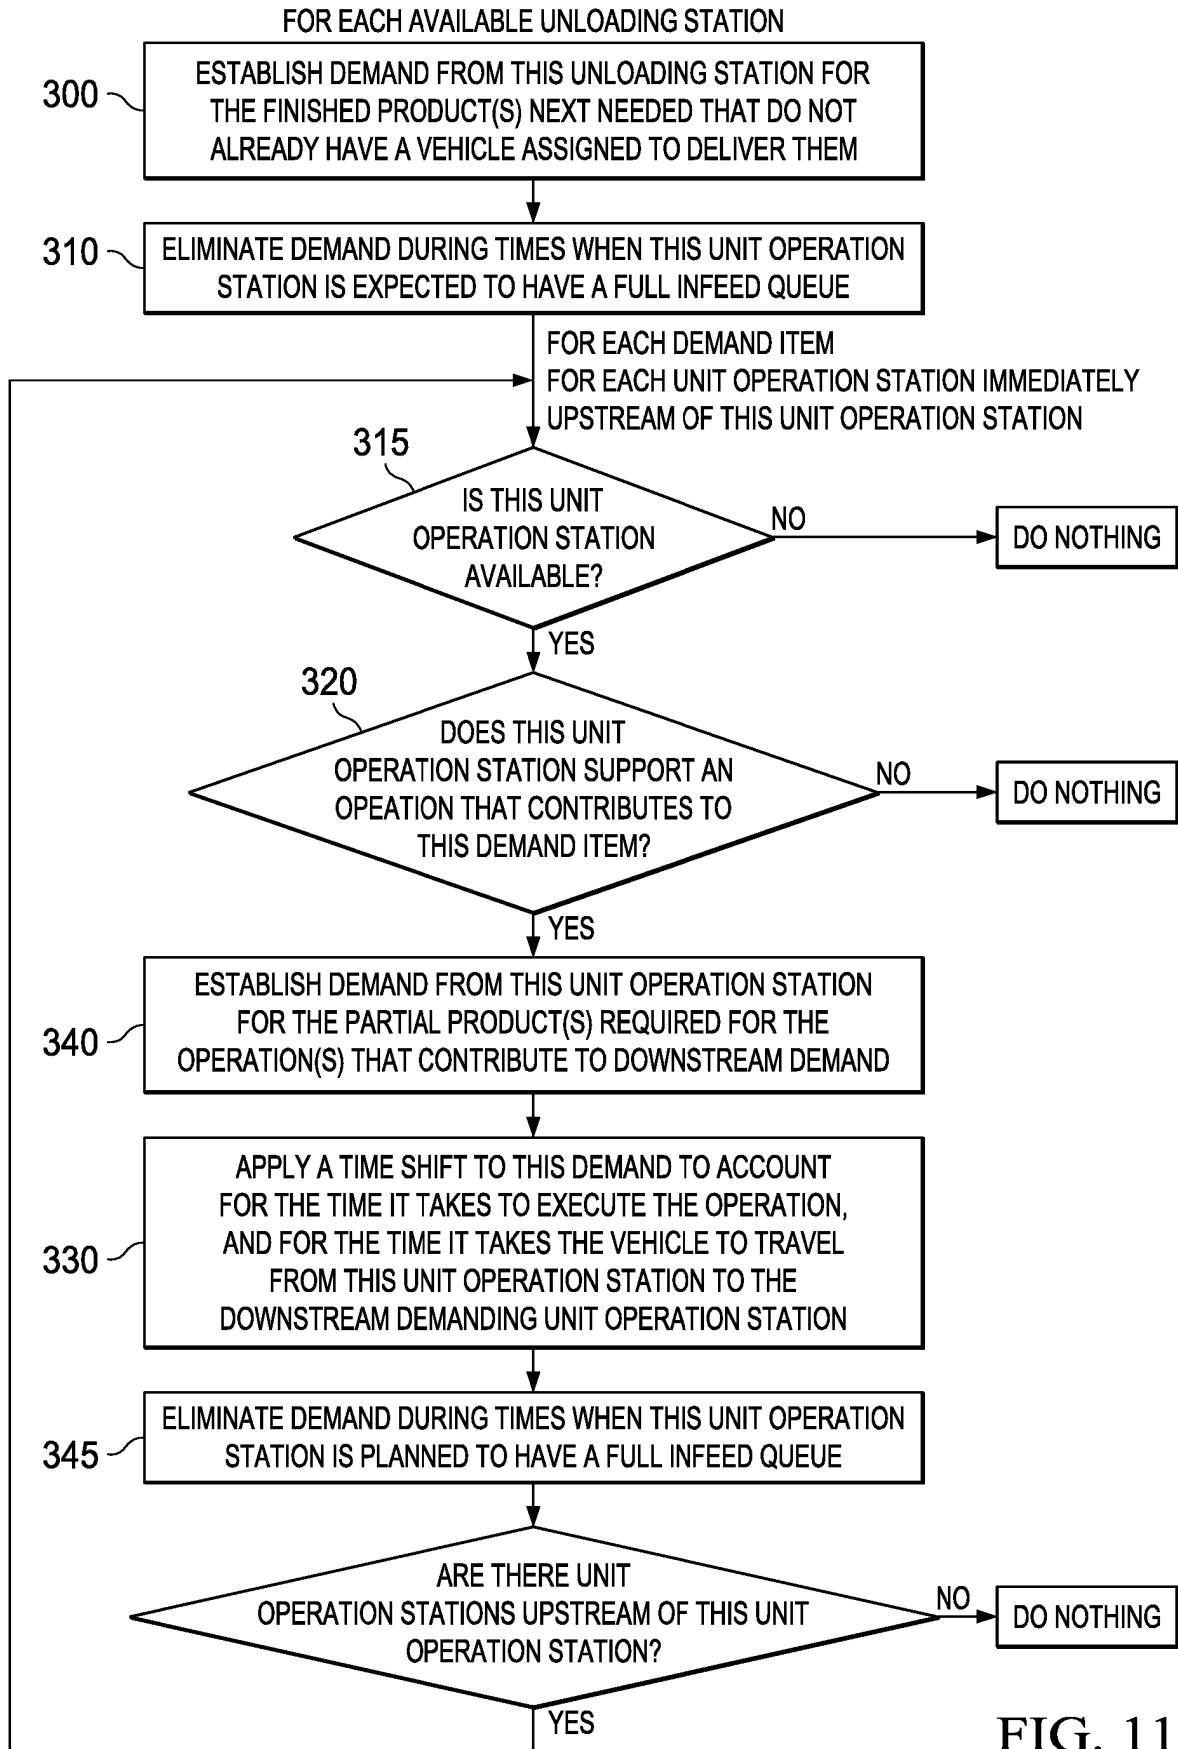 FOR EACH AVAILABLE UNLOADING STATION
300
ESTABLISH DEMAND FROM THIS UNLOADING STATION FOR
THE FINISHED PRODUCT(S) NEXT NEEDED THAT DO NOT
ALREADY HAVE A VEHICLE ASSIGNED TO DELIVER THEM
310
ELIMINATE DEMAND DURING TIMES WHEN THIS UNIT OPERATION
STATION IS EXPECTED TO HAVE A FULL INFEED QUEUE
FOR EACH DEMAND ITEM
FOR EACH UNIT OPERATION STATION IMMEDIATELY
UPSTREAM OF THIS UNIT OPERATION STATION
315
IS THIS UNIT
OPERATION STATION
AVAILABLE?
NO
DO NOTHING
YES
320
DOES THIS UNIT
OPERATION STATION SUPPORT AN
OPEATION THAT CONTRIBUTES TO
THIS DEMAND ITEM?
NO
DO NOTHING
YES
340
ESTABLISH DEMAND FROM THIS UNIT OPERATION STATION
FOR THE PARTIAL PRODUCT(S) REQUIRED FOR THE
OPERATION(S) THAT CONTRIBUTE TO DOWNSTREAM DEMAND
330
APPLY A TIME SHIFT TO THIS DEMAND TO ACCOUNT
FOR THE TIME IT TAKES TO EXECUTE THE OPERATION,
AND FOR THE TIME IT TAKES THE VEHICLE TO TRAVEL
FROM THIS UNIT OPERATION STATION TO THE
DOWNSTREAM DEMANDING UNIT OPERATION STATION
345
ELIMINATE DEMAND DURING TIMES WHEN THIS UNIT OPERATION
STATION IS PLANNED TO HAVE A FULL INFEED QUEUE
ARE THERE UNIT
OPERATION STATIONS UPSTREAM OF THIS UNIT
OPERATION STATION?
NO
DO NOTHING
YES
FIG. 11